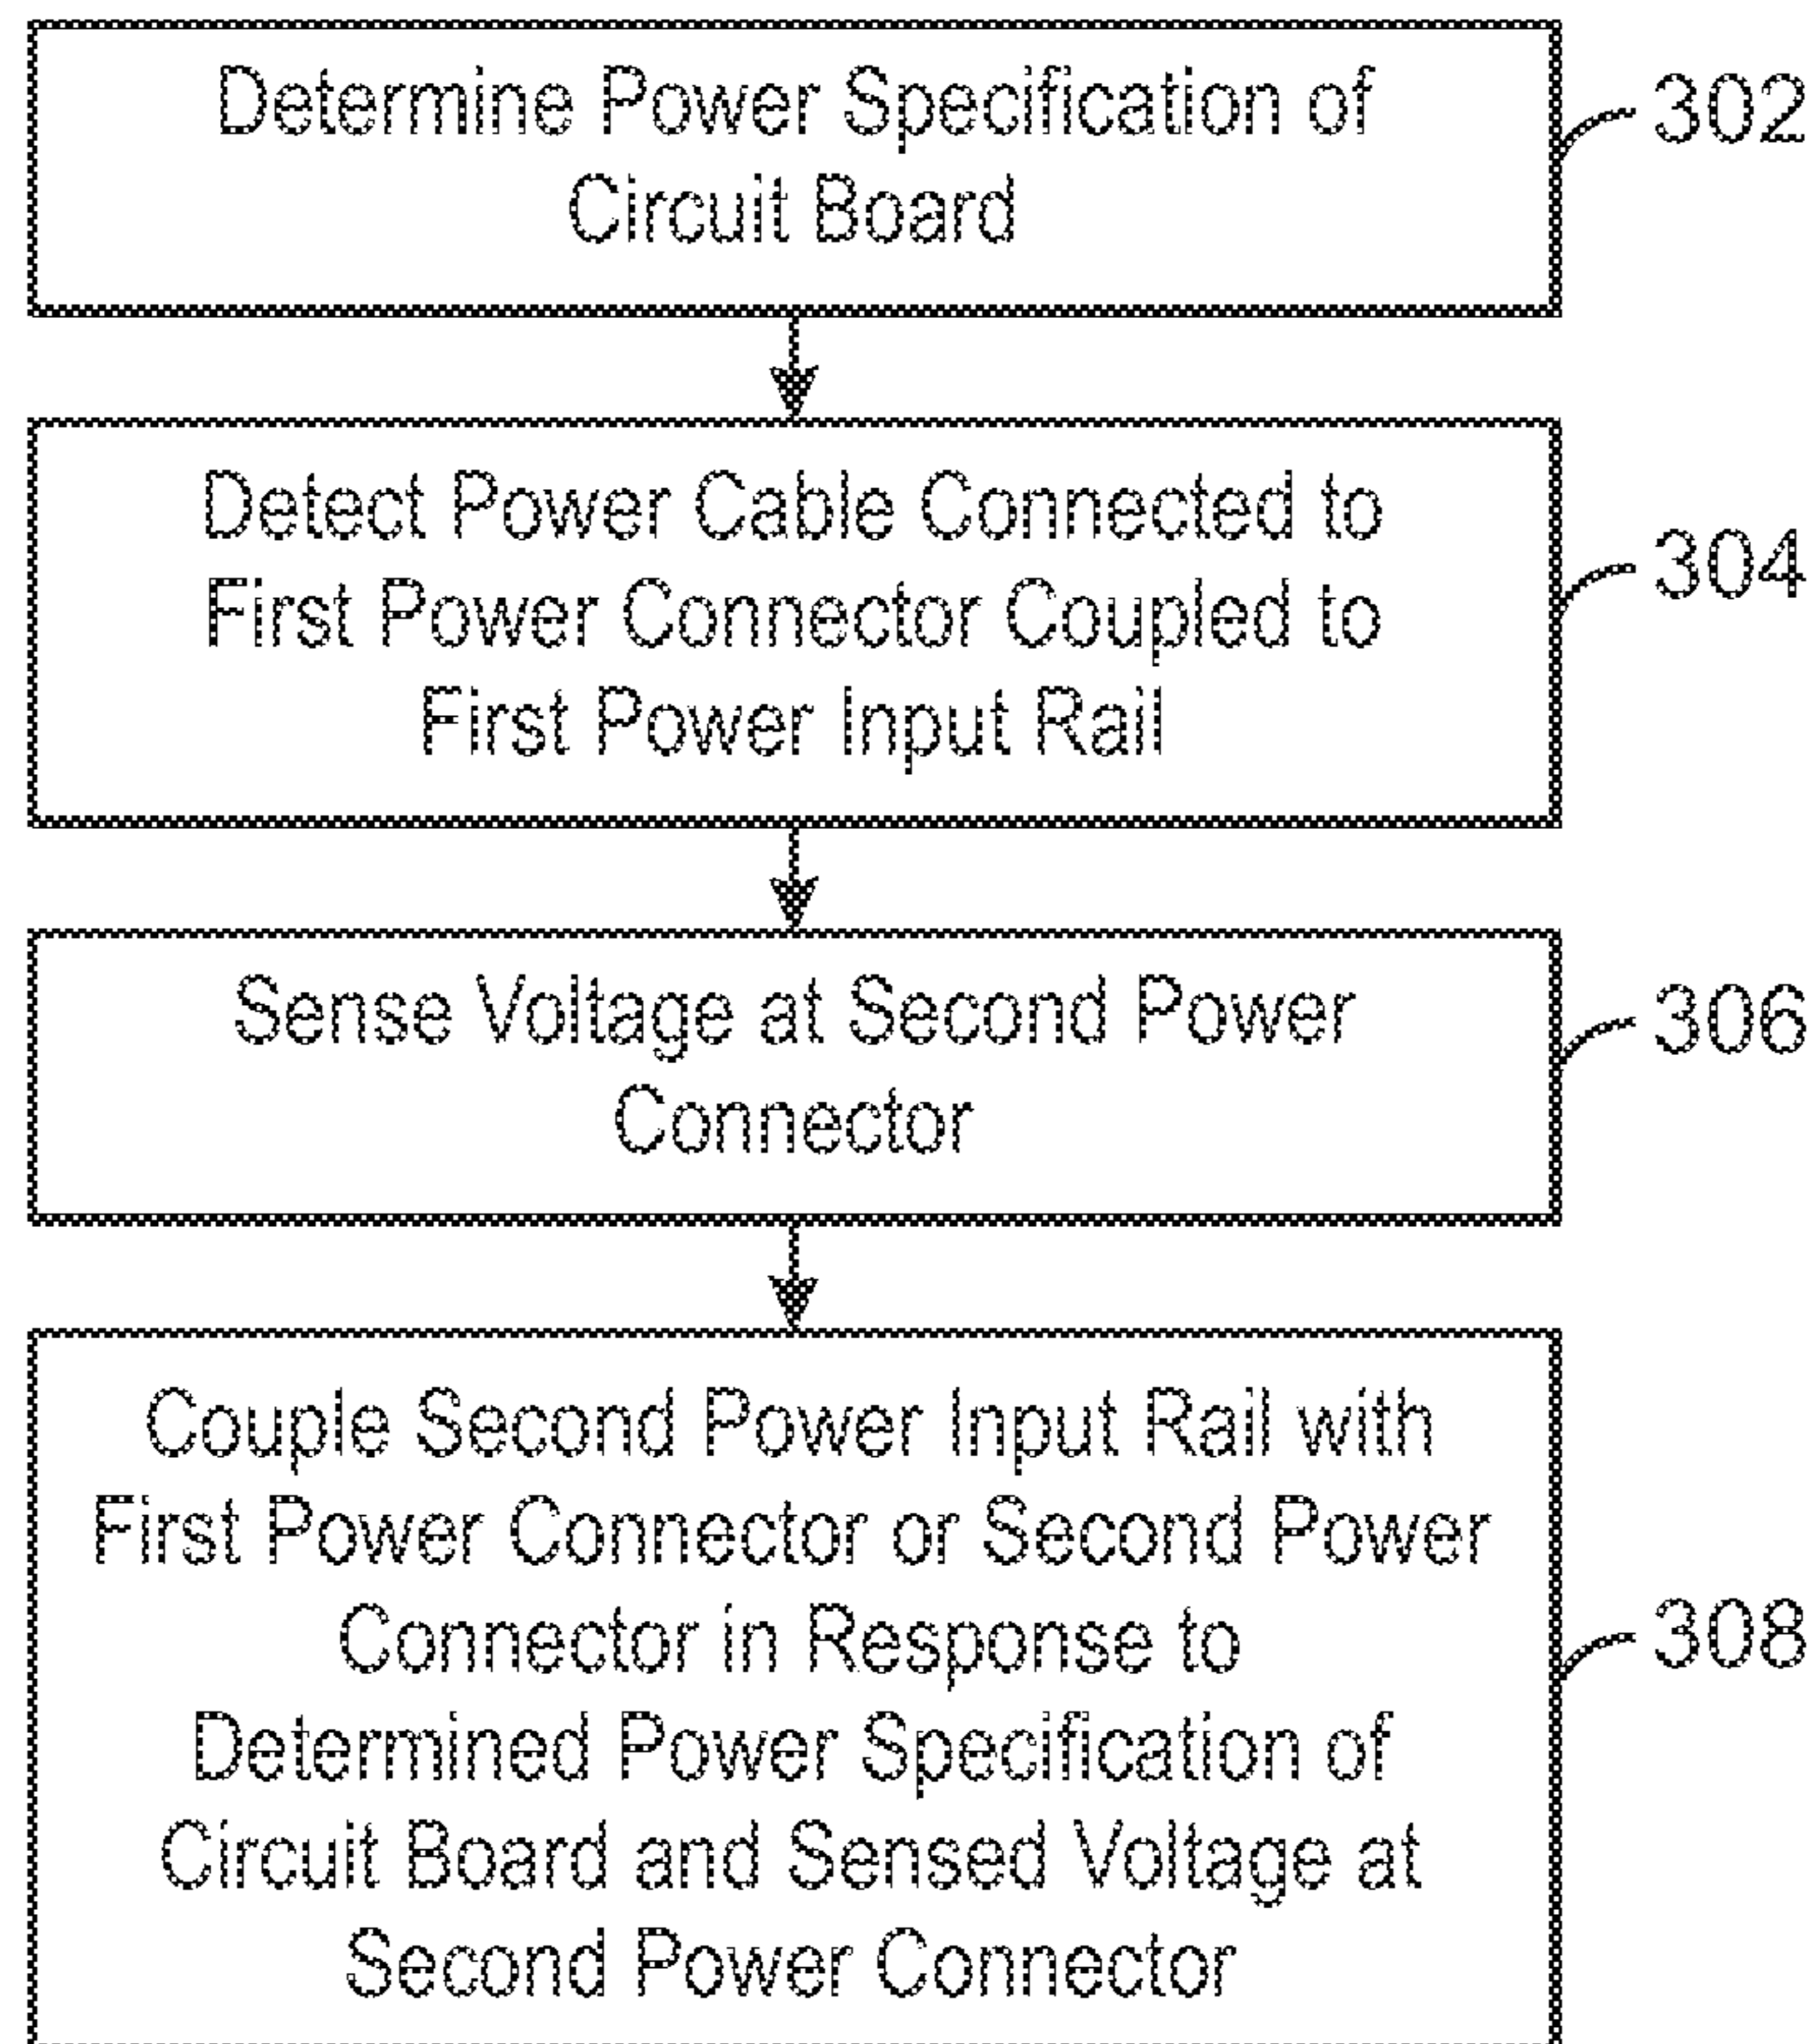 Determine Power Specification of
Circuit Board
302
Detect Power Cable Connected to
First Power Connector Coupled to
First Power Input Rail
304
Sense Voltage at Second Power
Connector
306
Couple Second Power Input Rail with
First Power Connector or Second Power
Connector in Response to
Determined Power Specification of
Circuit Board and Sensed Voltage at
Second Power Connector
308